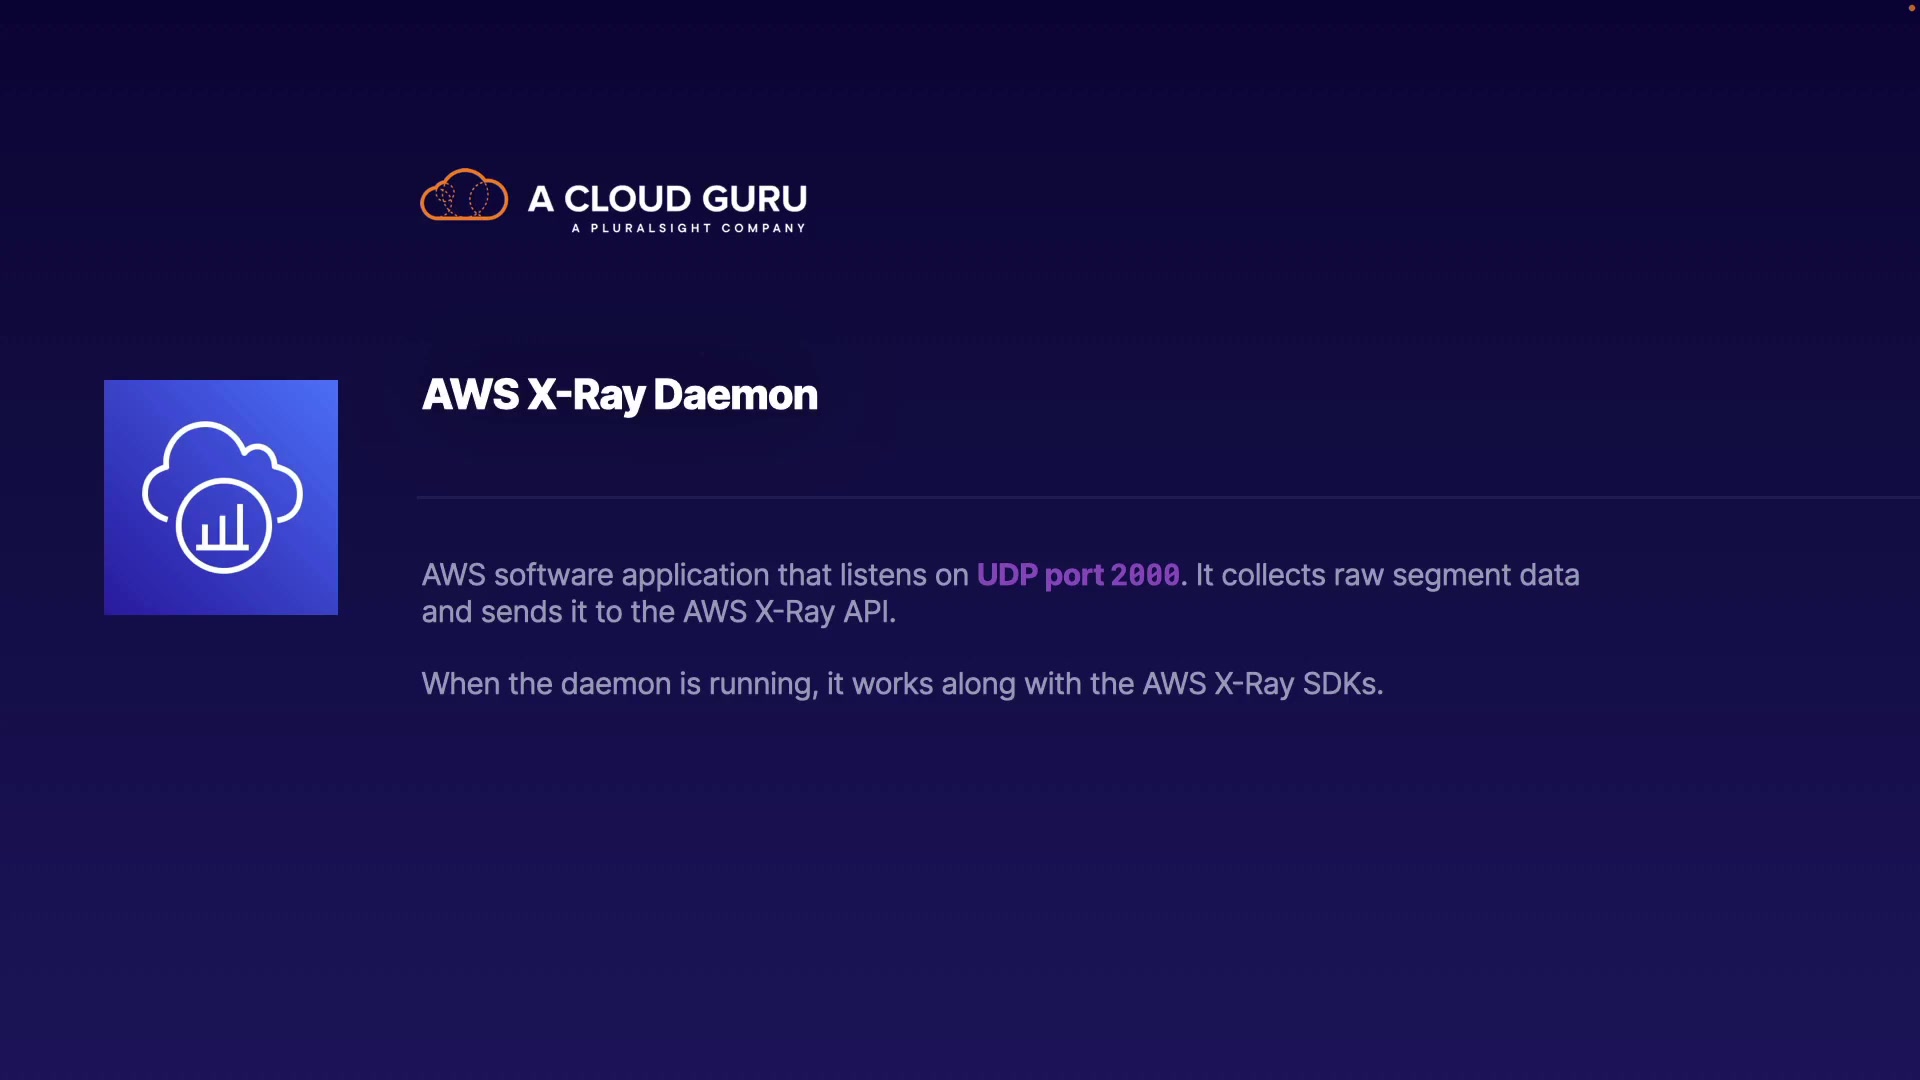 A CLOUD GURU
A PLURALSIGHT COMPANY
AWS X-Ray Daemon
AWS software application that listens on UDP port 2000. It collects raw segment data
and sends it to the AWS X-Ray API.
When the daemon is running, it works along with the AWS X-Ray SDKs.